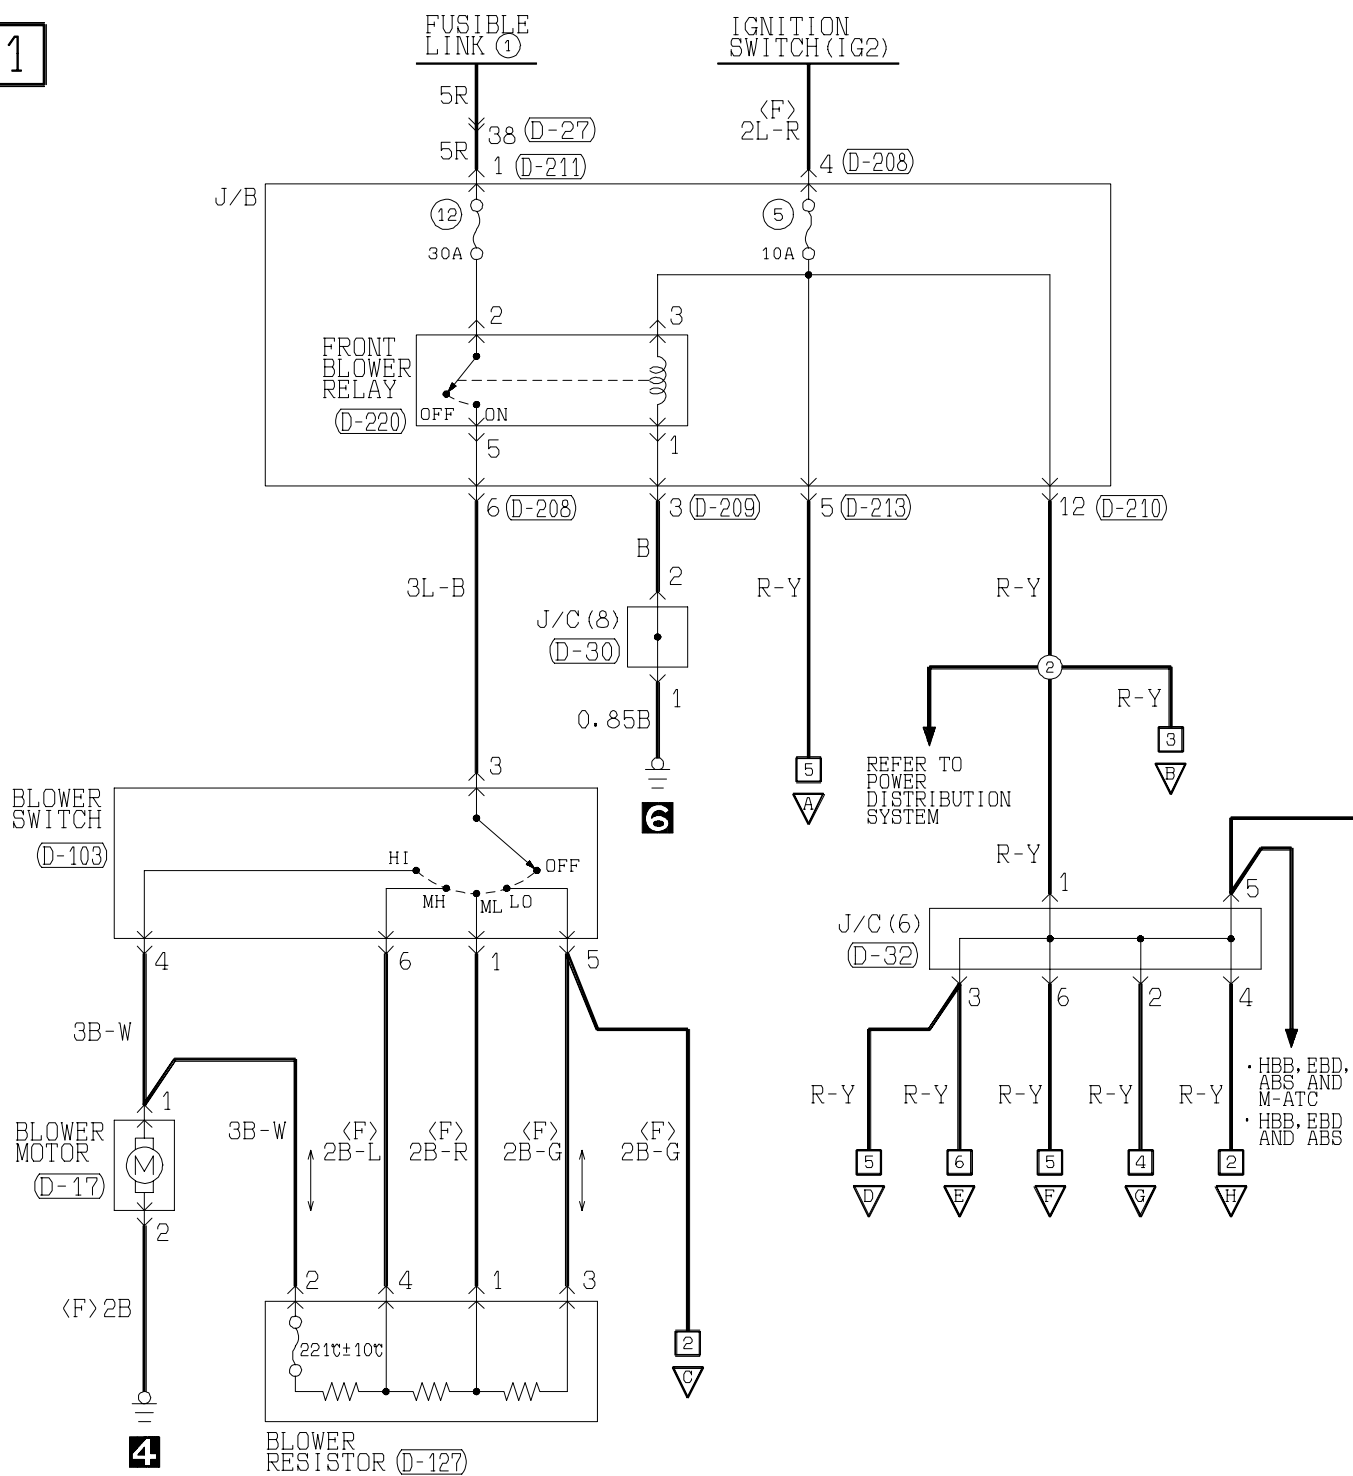 1
FUSIBLE
LINK ①
IGNITION
SWITCH(IG2)
5R
〈F〉
2L-R
38 (D-27)
5R
1 (D-211)
4 (D-208)
J/B
12
30A
5
10A
2
3
FRONT
BLOWER
RELAY
(D-220)
OFF
ON
5
1
6 (D-208)
3 (D-209)
5 (D-213)
12 (D-210)
B
2
3L-B
R-Y
R-Y
J/C(8)
(D-30)
1
0.85B
2
R-Y
3
B
REFER TO
POWER
DISTRIBUTION
SYSTEM
5
A
6
3
BLOWER
SWITCH
(D-103)
HI
OFF
MH
ML
LO
R-Y
1
5
J/C(6)
(D-32)
4
6
1
5
3
6
2
4
3B-W
1
BLOWER
MOTOR
(D-17)
M
2
3B-W
〈F〉
2B-L
〈F〉
2B-R
〈F〉
2B-G
〈F〉
2B-G
R-Y
R-Y
R-Y
R-Y
R-Y
・HBB,EBD,
ABS AND
M-ATC
・HBB,EBD
AND ABS
5
6
5
4
2
D
E
F
G
H
2
4
1
3
〈F〉2B
221℃±10℃
2
C
4
BLOWER
RESISTOR (D-127)